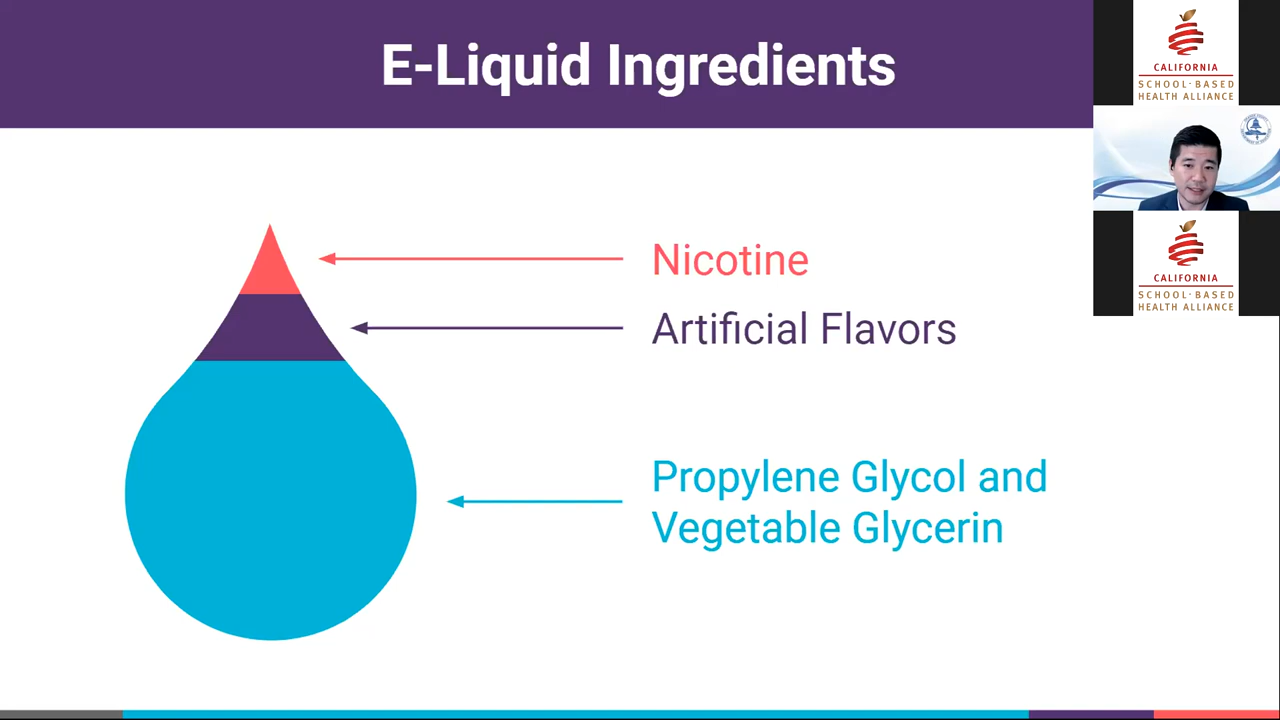 E-Liquid Ingredients
Nicotine
Artificial Flavors
Propylene Glycol and
Vegetable Glycerin
CALIFORNIA
SCHOOL-BASED
HEALTH ALLIANCE
CALIFORNIA
SCHOOL-BASED
HEALTH ALLIANCE